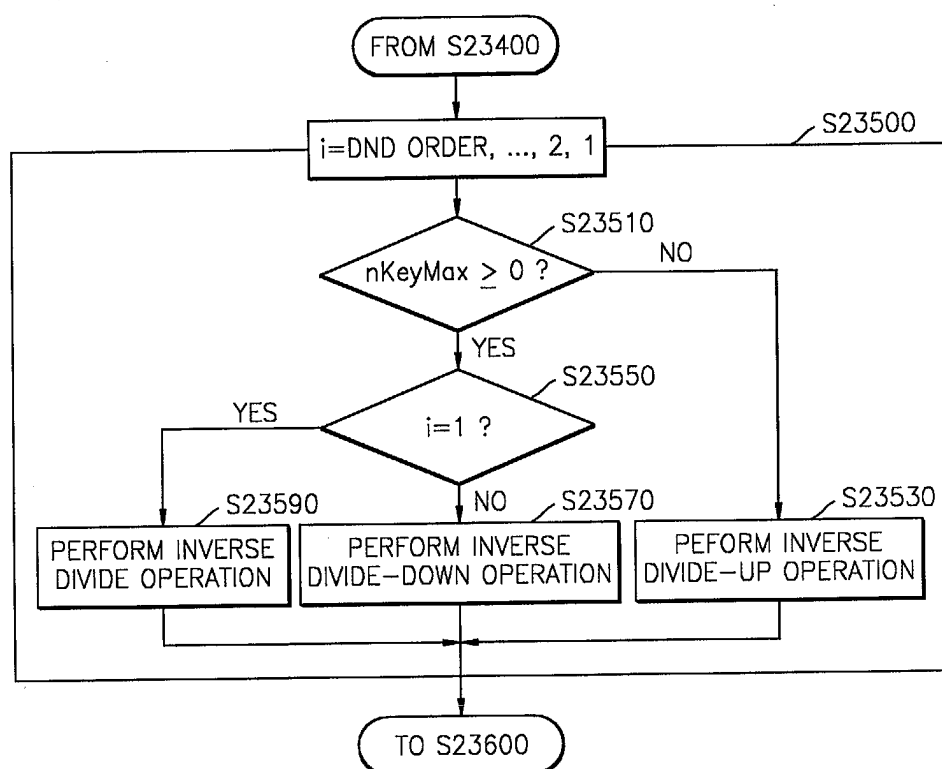 FROM S23400
i=DND ORDER, ..., 2, 1
S23500
S23510
nKeyMax ≥ 0 ?
NO
YES
S23550
i=1 ?
YES
NO
S23590
PERFORM INVERSE
DIVIDE OPERATION
S23570
PERFORM INVERSE
DIVIDE-DOWN OPERATION
S23530
PEFORM INVERSE
DIVIDE-UP OPERATION
TO S23600